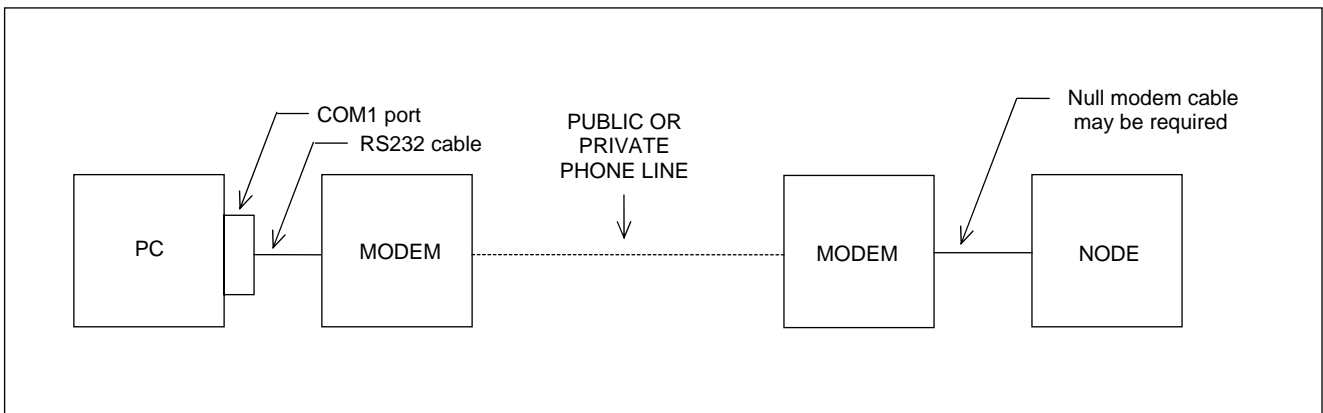 COM1 port
RS232 cable
PUBLIC OR
PRIVATE
PHONE LINE
Null modem cable
may be required
PC
MODEM
MODEM
NODE